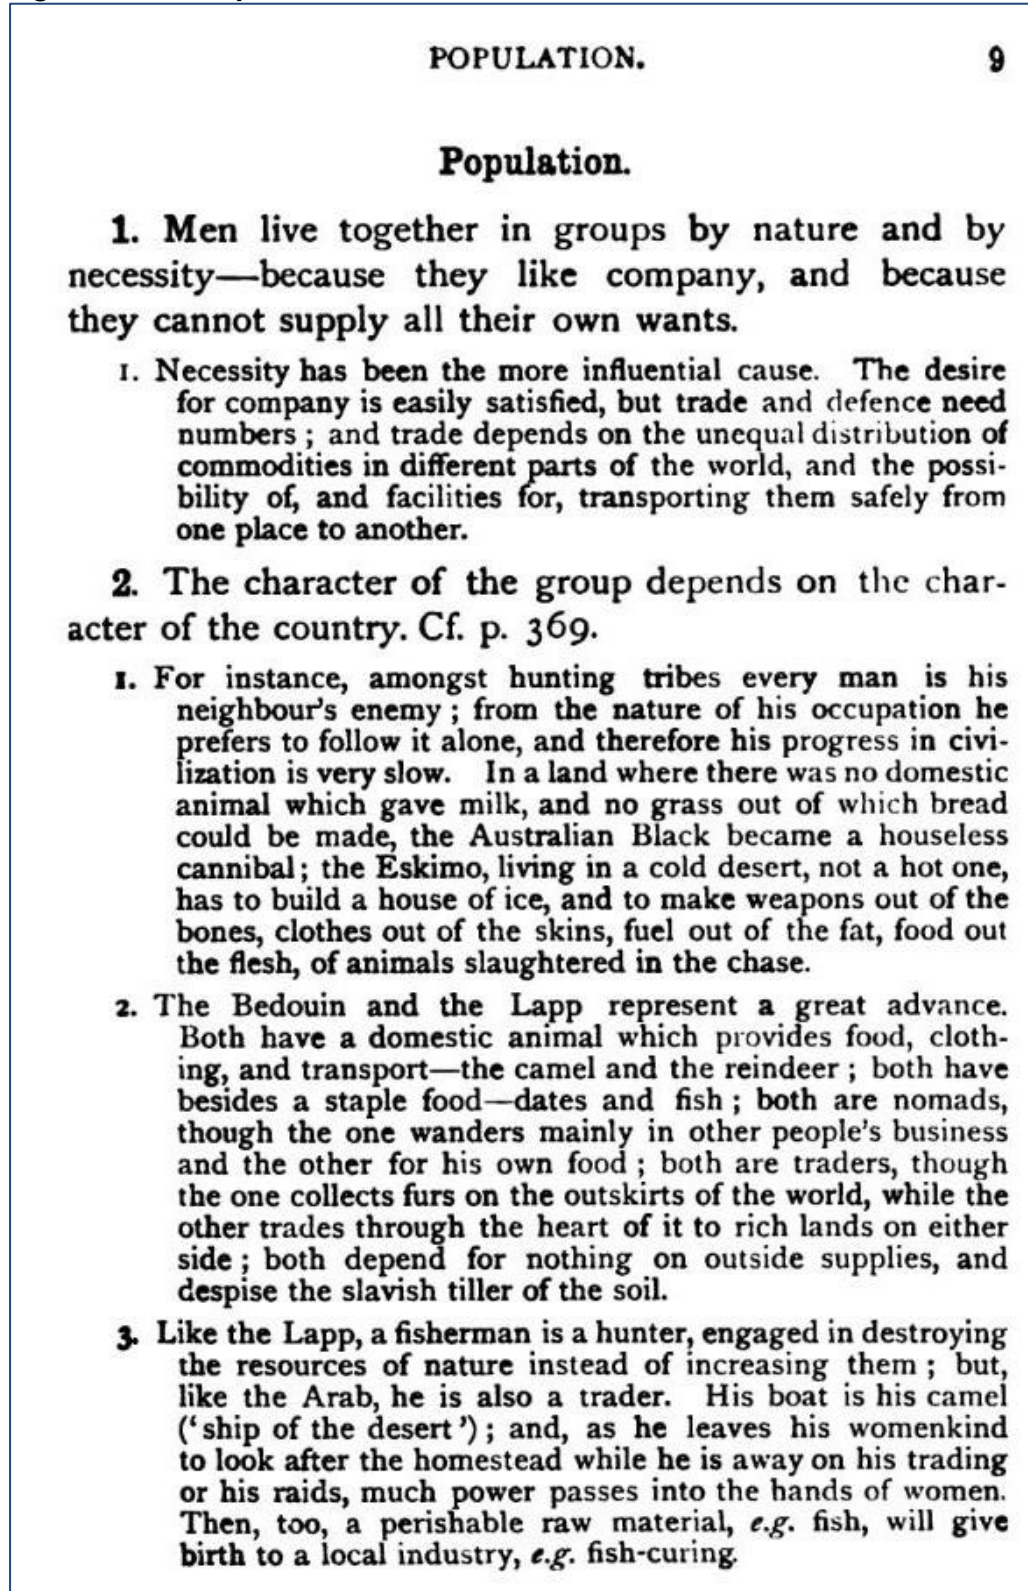 POPULATION. 9
Population.
1. Men live together in groups by nature and by
necessity—because they like company, and because
they cannot supply all their own wants.
1. Necessity has been the more influential cause. The desire
for company is easily satisfied, but trade and defence need
numbers ; and trade depends on the unequal distribution of
commodities in different parts of the world, and the possi-
bility of, and facilities for, transporting them safely from
one place to another.
2. The character of the group depends on the char-
acter of the country. Cf. p. 369.
1. For instance, amongst hunting tribes every man is his
neighbour's enemy ; from the nature of his occupation he
prefers to follow it alone, and therefore his progress in civi-
lization is very slow. In a land where there was no domestic
animal which gave milk, and no grass out of which bread
could be made, the Australian Black became a houseless
cannibal ; the Eskimo, living in a cold desert, not a hot one,
has to build a house of ice, and to make weapons out of the
bones, clothes out of the skins, fuel out of the fat, food out
the flesh, of animals slaughtered in the chase.
2. The Bedouin and the Lapp represent a great advance.
Both have a domestic animal which provides food, cloth-
ing, and transport—the camel and the reindeer ; both have
besides a staple food—dates and fish ; both are nomads,
though the one wanders mainly in other people's business
and the other for his own food ; both are traders, though
the one collects furs on the outskirts of the world, while the
other trades through the heart of it to rich lands on either
side ; both depend for nothing on outside supplies, and
despise the slavish tiller of the soil.
3. Like the Lapp, a fisherman is a hunter, engaged in destroying
the resources of nature instead of increasing them ; but,
like the Arab, he is also a trader. His boat is his camel
('ship of the desert') ; and, as he leaves his womenkind
to look after the homestead while he is away on his trading
or his raids, much power passes into the hands of women.
Then, too, a perishable raw material, e.g. fish, will give
birth to a local industry, e.g. fish-curing.